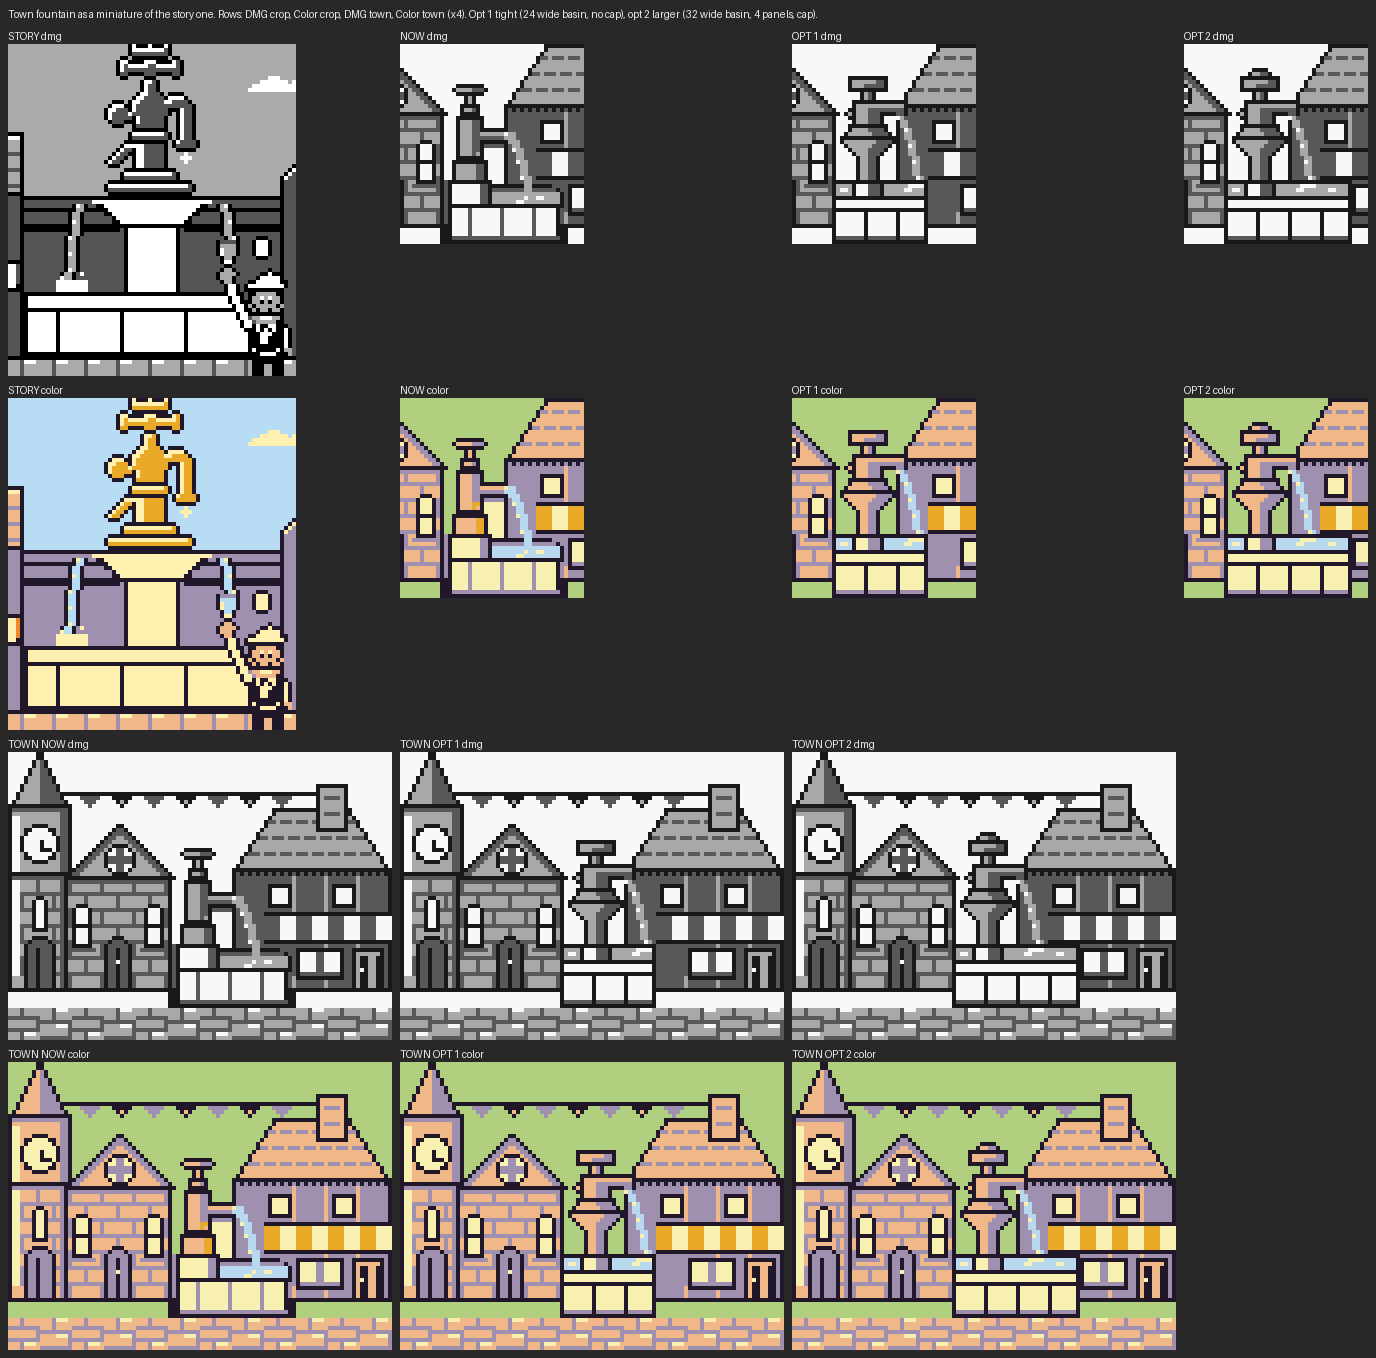 Town fountain as a miniature of the story one. Rows: DMG crop, Color crop, DMG town, Color town (x4). Opt 1 tight (24 wide basin, no cap), opt 2 larger (32 wide basin, 4 panels, cap).
STORY dmg
NOW dmg
OPT 1 dmg
OPT 2 dmg
STORY color
NOW color
OPT 1 color
OPT 2 color
TOWN NOW dmg
TOWN OPT 1 dmg
TOWN OPT 2 dmg
TOWN NOW color
TOWN OPT 1 color
TOWN OPT 2 color